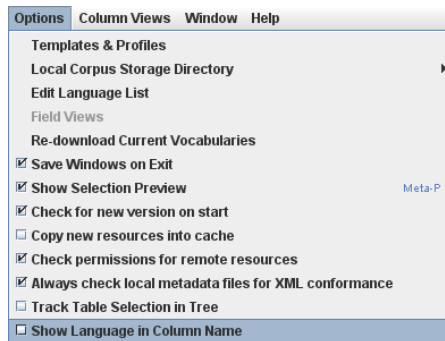 Options Column Views Window Help
Templates & Profiles
Local Corpus Storage Directory
Edit Language List
Field Views
Re-download Current Vocabularies
Save Windows on Exit
Show Selection Preview Meta-P
Check for new version on start
Copy new resources into cache
Check permissions for remote resources
Always check local metadata files for XML conformance
Track Table Selection in Tree
Show Language in Column Name